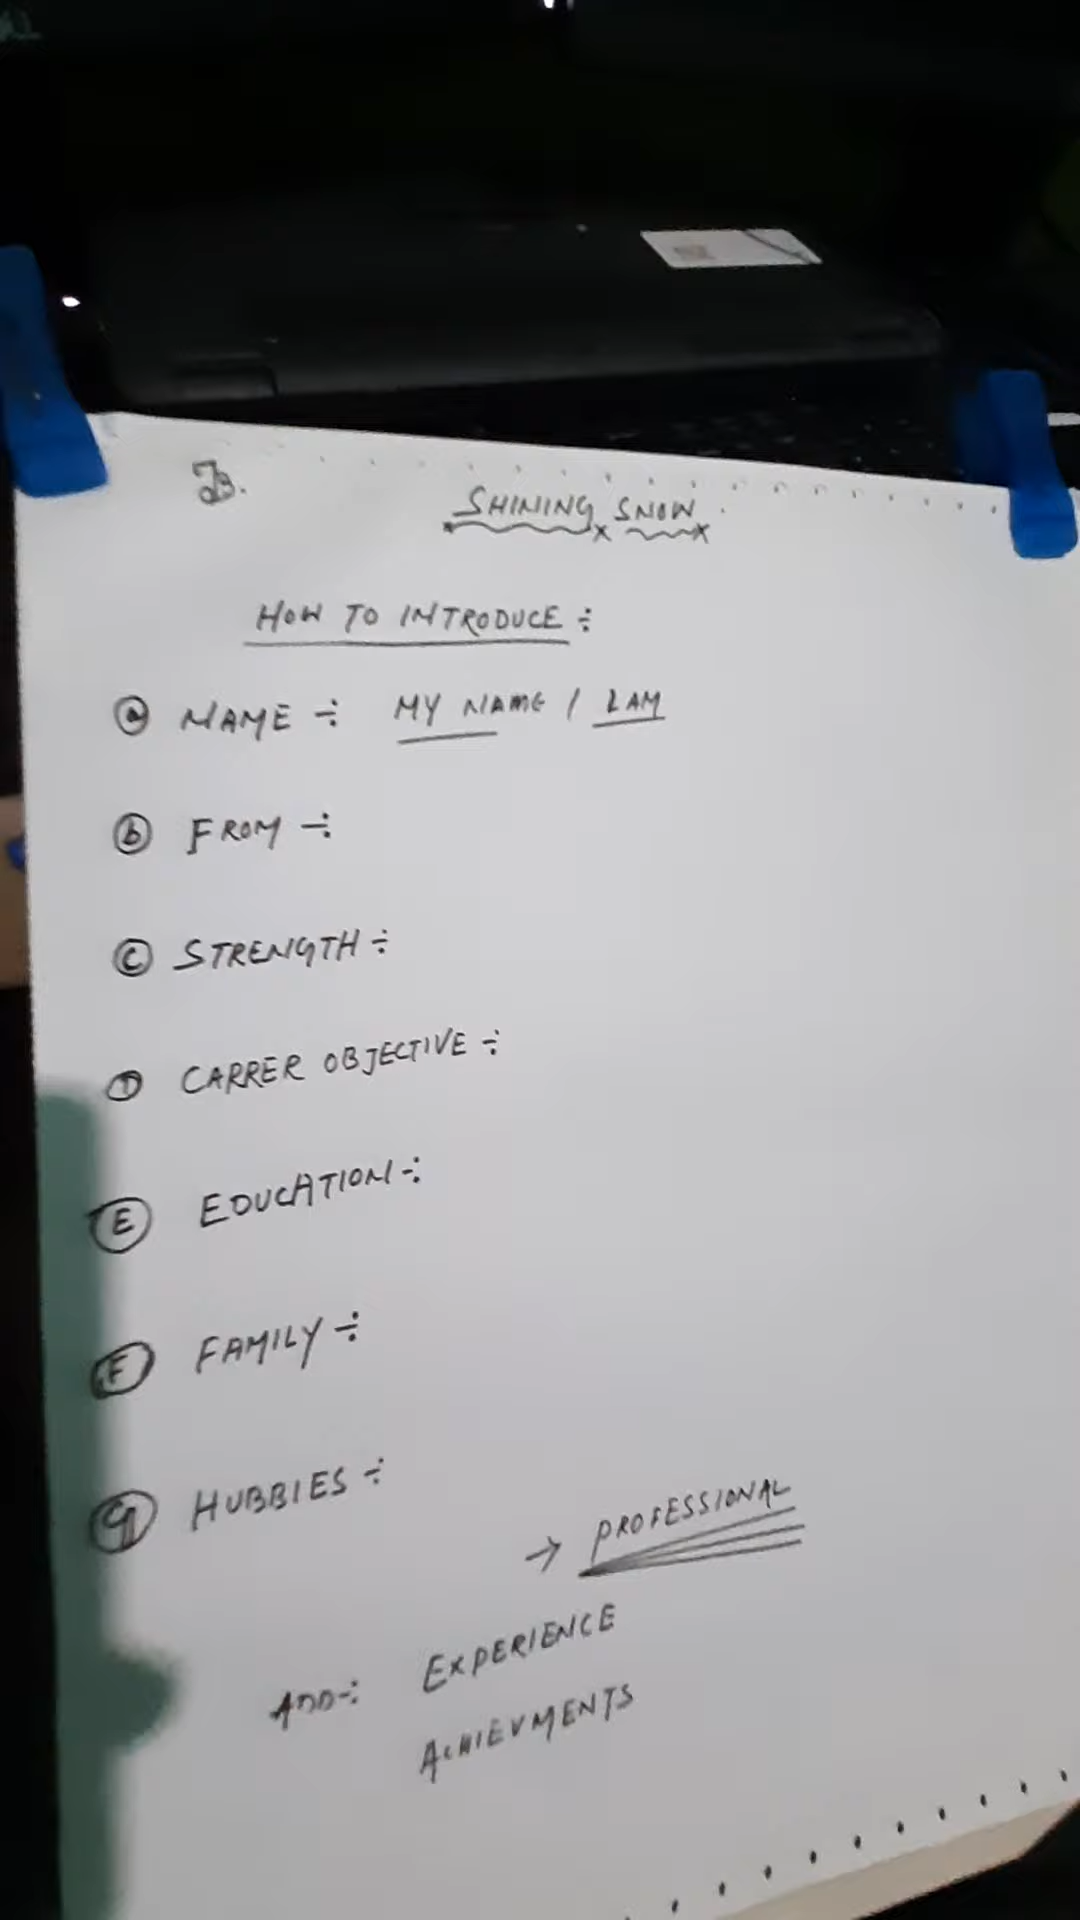 JB.
SHINING SNOW
HOW TO INTRODUCE ÷
(a) NAME ÷ MY NAME / I AM
(b) FROM ÷
(C) STRENGTH ÷
(D) CARRER OBJECTIVE ÷
(E) EDUCATION ÷
(F) FAMILY ÷
(G) HUBBIES ÷
→ PROFESSIONAL
ADD ÷ EXPERIENCE
ACHIEVMENTS